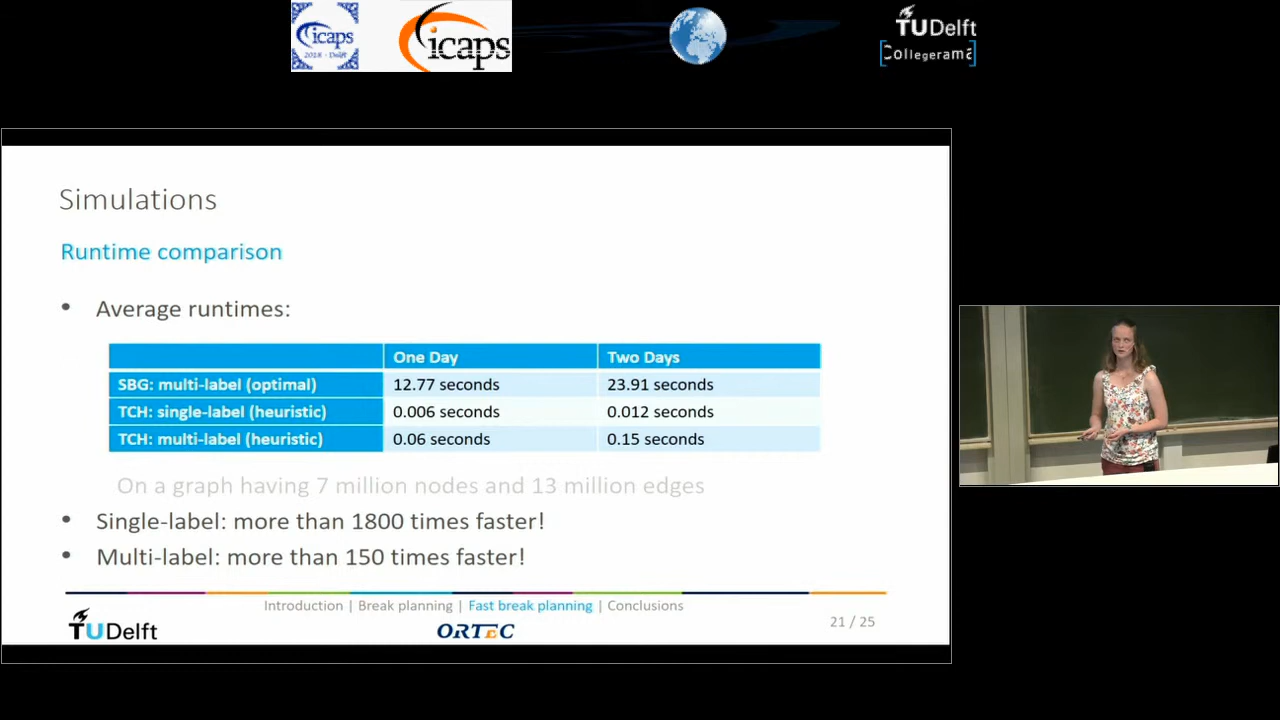 icaps
2018 - Delft
icaps
TUDelft
Collegerama
Simulations
Runtime comparison
• Average runtimes:
One Day Two Days
SBG: multi-label (optimal) 12.77 seconds 23.91 seconds
TCH: single-label (heuristic) 0.006 seconds 0.012 seconds
TCH: multi-label (heuristic) 0.06 seconds 0.15 seconds
On a graph having 7 million nodes and 13 million edges
• Single-label: more than 1800 times faster!
• Multi-label: more than 150 times faster!
Introduction | Break planning | Fast break planning | Conclusions
TUDelft
ORTEC
21 / 25